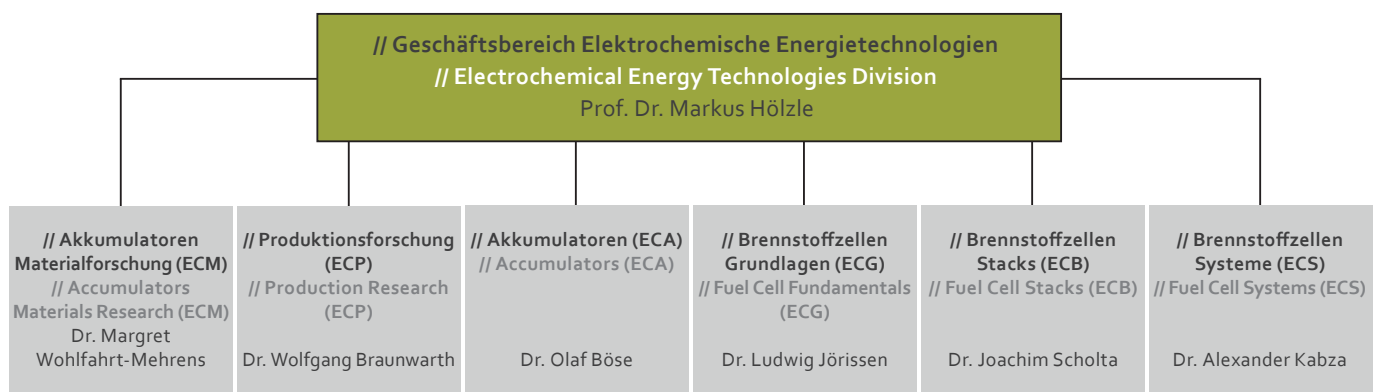 // Geschäftsbereich Elektrochemische Energietechnologien
// Electrochemical Energy Technologies Division
Prof. Dr. Markus Hölzle
// Akkumulatoren
Materialforschung (ECM)
// Accumulators
Materials Research (ECM)
Dr. Margret
Wohlfahrt-Mehrens
// Produktionsforschung
(ECP)
// Production Research
(ECP)
Dr. Wolfgang Braunwarth
// Akkumulatoren (ECA)
// Accumulators (ECA)
Dr. Olaf Böse
// Brennstoffzellen
Grundlagen (ECG)
// Fuel Cell Fundamentals
(ECG)
Dr. Ludwig Jörissen
// Brennstoffzellen
Stacks (ECB)
// Fuel Cell Stacks (ECB)
Dr. Joachim Scholta
// Brennstoffzellen
Systeme (ECS)
// Fuel Cell Systems (ECS)
Dr. Alexander Kabza